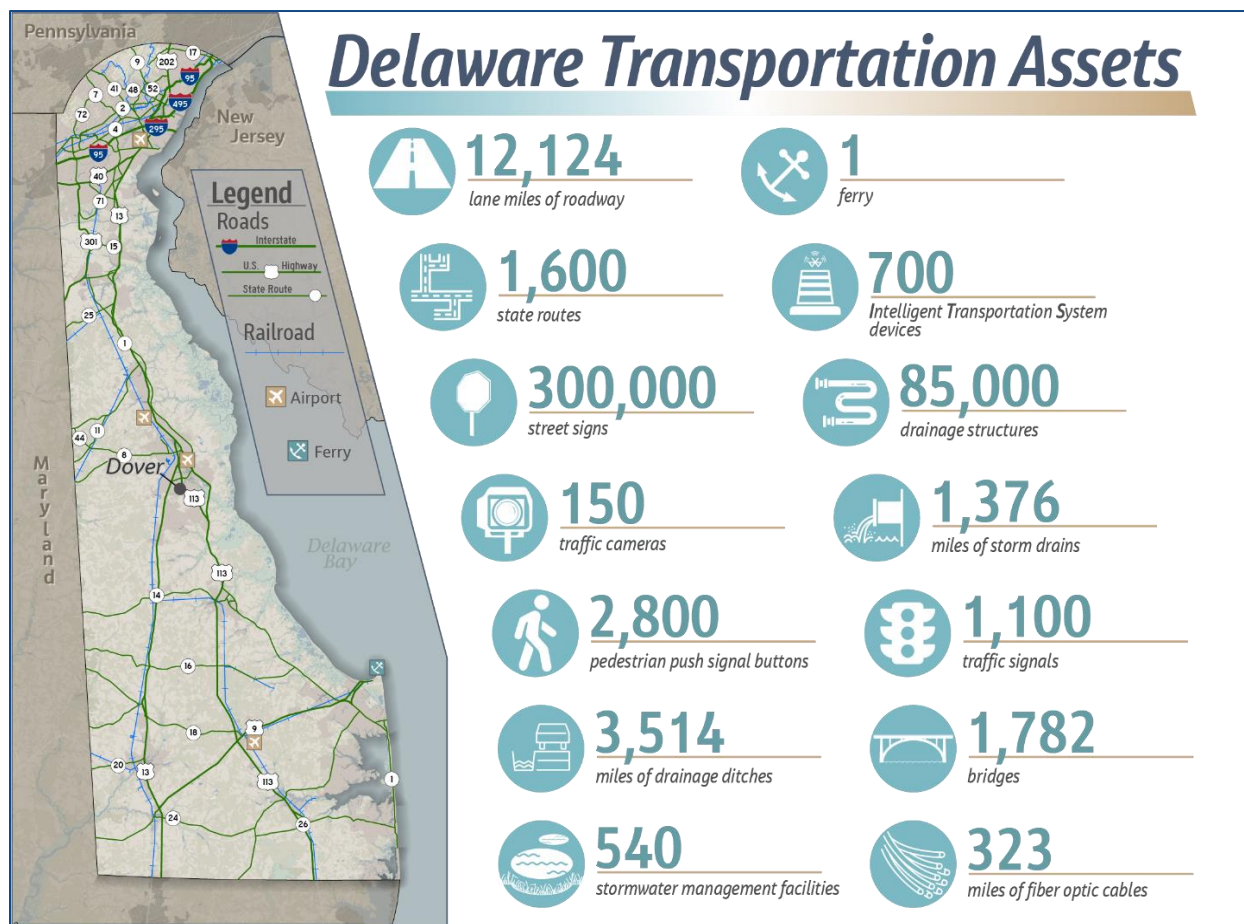 Delaware Transportation Assets
12,124
lane miles of roadway
1
ferry
1,600
state routes
700
Intelligent Transportation System
devices
300,000
street signs
85,000
drainage structures
150
traffic cameras
1,376
miles of storm drains
2,800
pedestrian push signal buttons
1,100
traffic signals
3,514
miles of drainage ditches
1,782
bridges
540
stormwater management facilities
323
miles of fiber optic cables
Pennsylvania
New
Jersey
Maryland
Delaware
Bay
Dover
Legend
Roads
Interstate
U.S. Highway
State Route
Railroad
Airport
Ferry
17
9
202
95
7
41
48
52
495
2
72
4
295
95
40
71
13
301
15
25
1
44
11
8
113
113
14
16
9
18
20
13
113
1
24
26